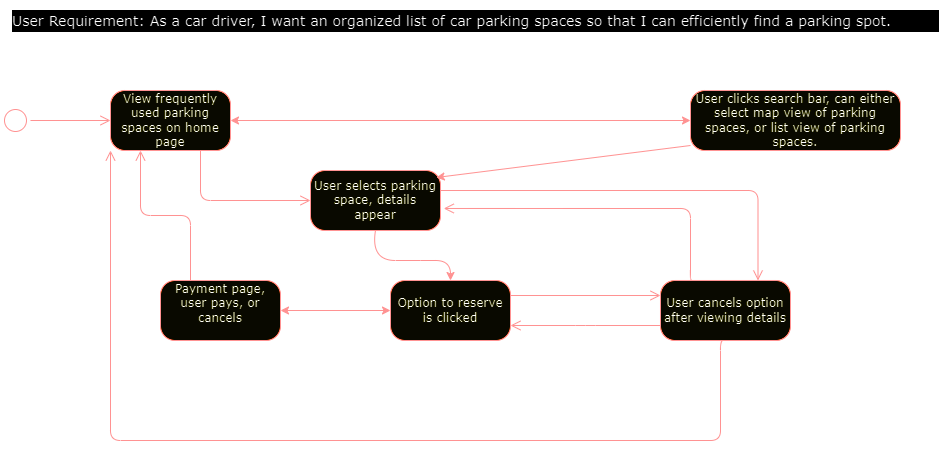 User Requirement: As a car driver, I want an organized list of car parking spaces so that I can efficiently find a parking spot.
View frequently
used parking
spaces on home
page
User clicks search bar, can either
select map view of parking
spaces, or list view of parking
spaces.
User selects parking
space, details
appear
Payment page,
user pays, or
cancels
Option to reserve
is clicked
User cancels option
after viewing details